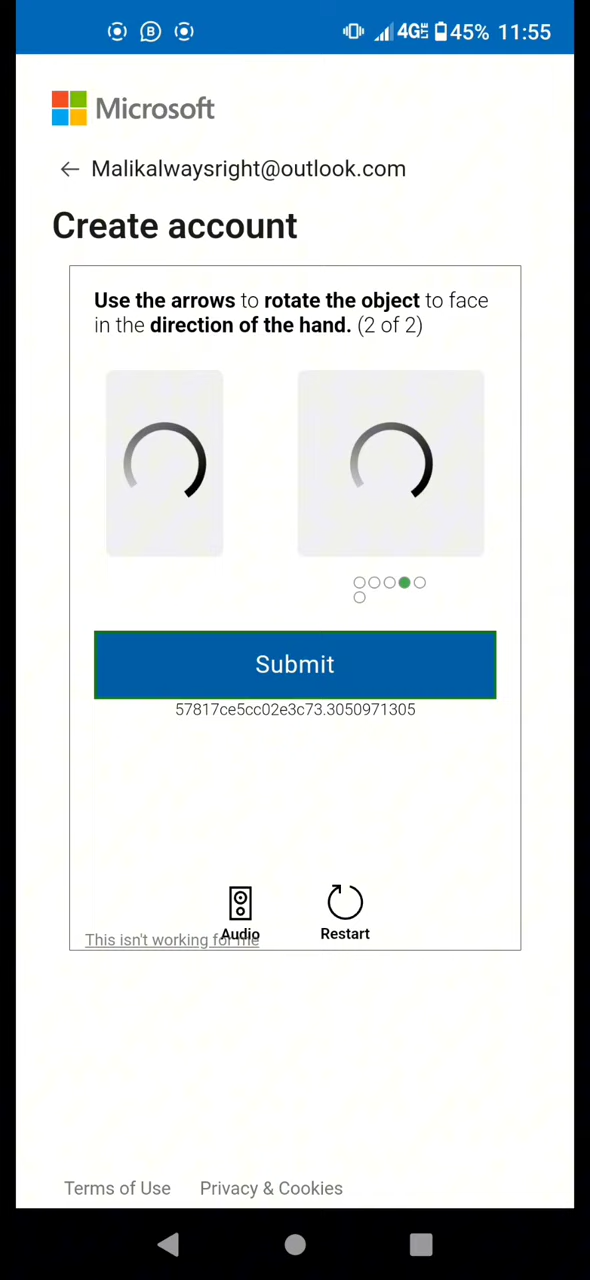 4G 45% 11:55
Microsoft
Malikalwaysright@outlook.com
Create account
Use the arrows to rotate the object to face
in the direction of the hand. (2 of 2)
Submit
57817ce5cc02e3c73.3050971305
Audio
Restart
This isn't working for me
Terms of Use Privacy & Cookies